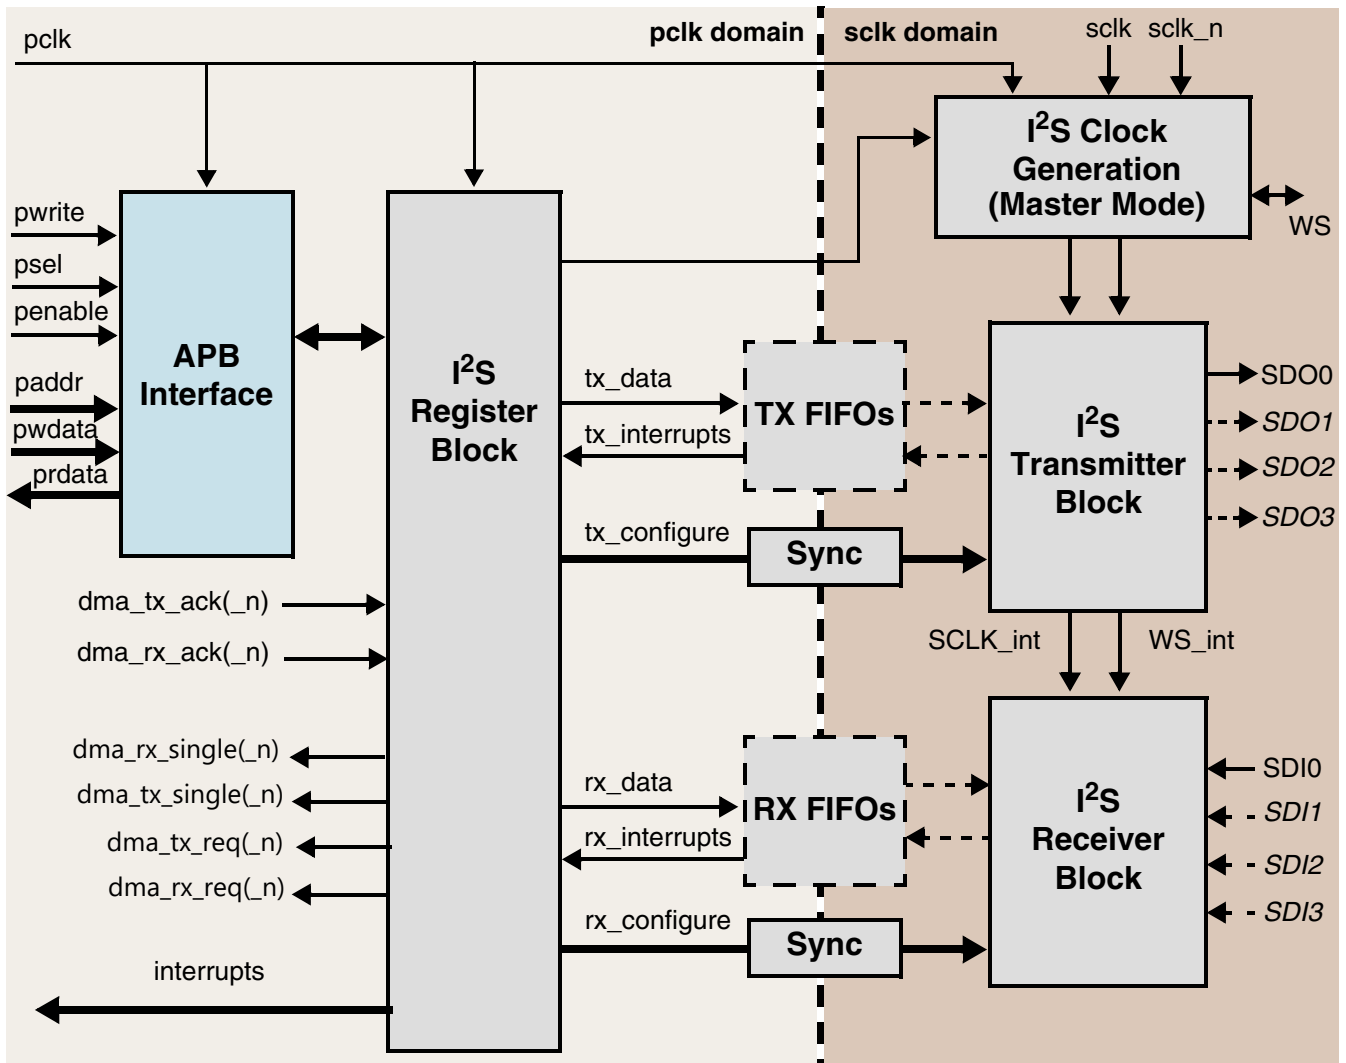 pclk
pclk domain
sclk domain
sclk
sclk_n
I²S Clock
Generation
(Master Mode)
WS
pwrite
psel
penable
paddr
pwdata
prdata
APB
Interface
I²S
Register
Block
tx_data
tx_interrupts
TX FIFOs
tx_configure
Sync
I²S
Transmitter
Block
SDO0
SDO1
SDO2
SDO3
dma_tx_ack(_n)
dma_rx_ack(_n)
SCLK_int
WS_int
dma_rx_single(_n)
dma_tx_single(_n)
dma_tx_req(_n)
dma_rx_req(_n)
interrupts
rx_data
rx_interrupts
RX FIFOs
rx_configure
Sync
I²S
Receiver
Block
SDI0
SDI1
SDI2
SDI3